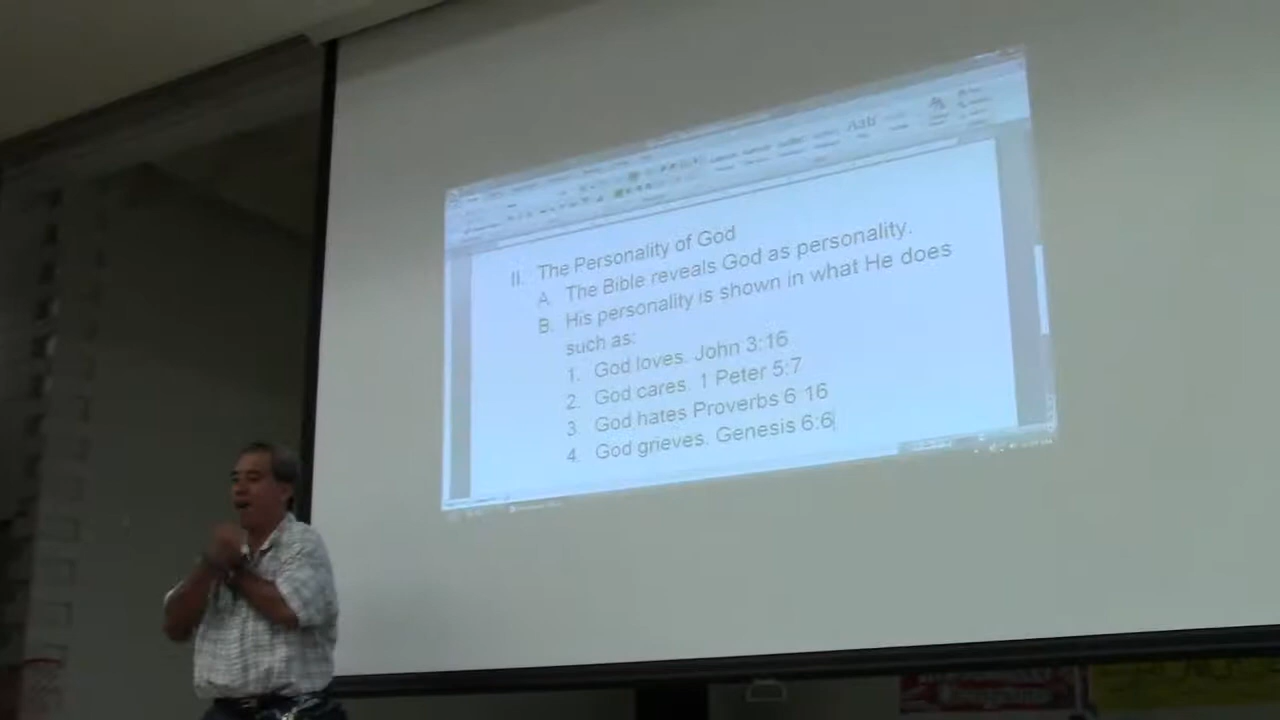 II. The Personality of God
A. The Bible reveals God as personality.
B. His personality is shown in what He does
such as:
1. God loves. John 3:16
2. God cares. 1 Peter 5:7
3 God hates Proverbs 6 16
4. God grieves. Genesis 6:6